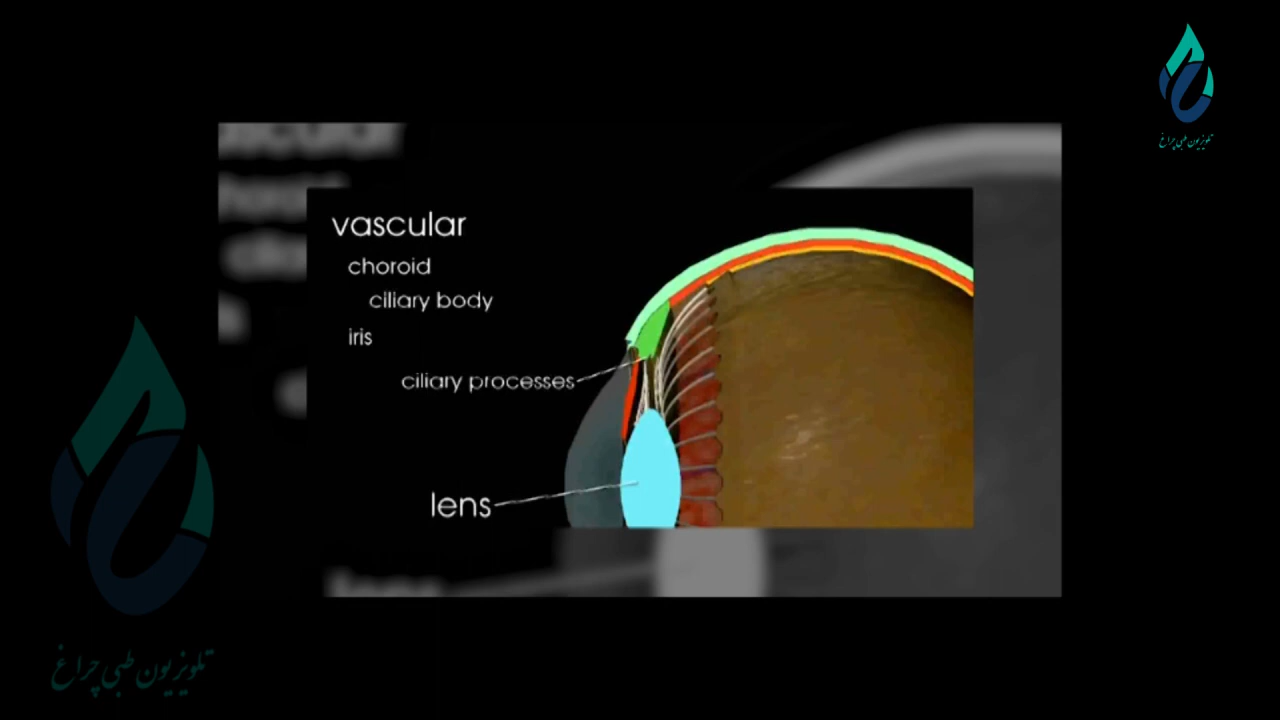 تلویزیون طبی چراغ
vascular
choroid
ciliary body
iris
ciliary processes
lens
تلویزیون طبی چراغ